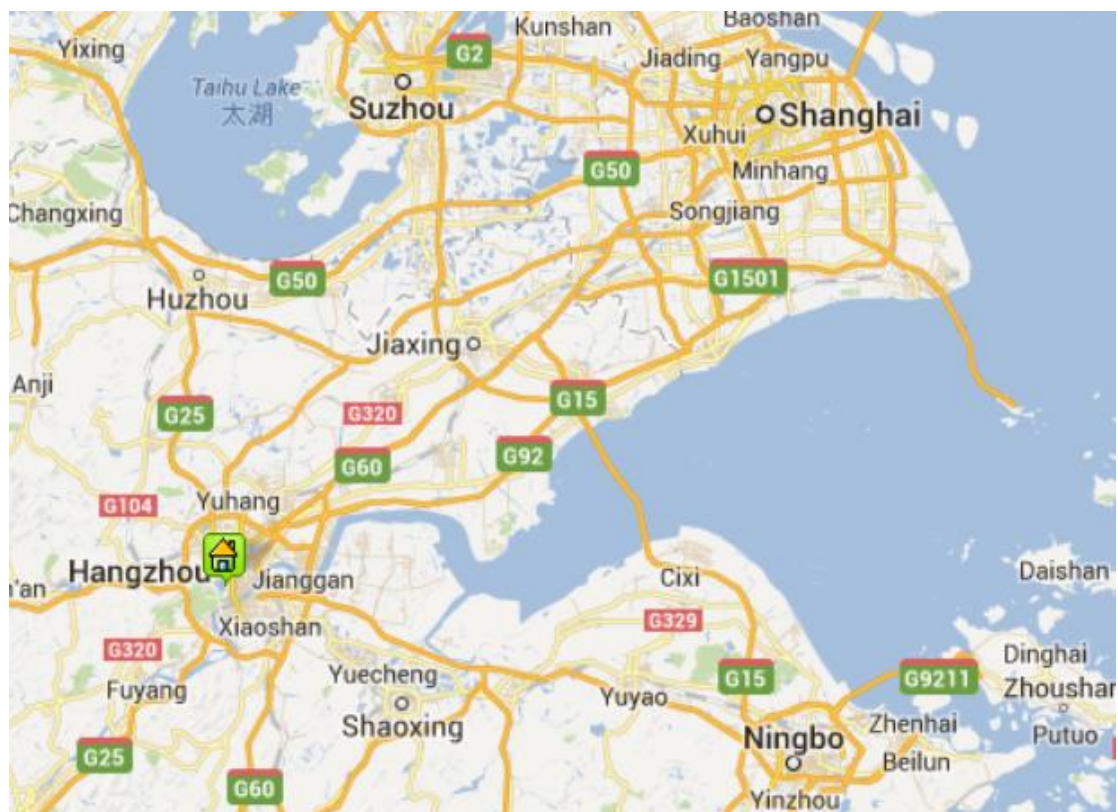 Baoshan
Kunshan
Yixing
G2
Jiading
Yangpu
Taihu Lake
太湖
Suzhou
Shanghai
Xuhui
Minhang
G50
Changxing
Songjiang
G50
G1501
Huzhou
Jiaxing
Anji
G25
G320
G15
G60
G92
G104
Yuhang
Hangzhou
Jianggan
Cixi
Daishan
n'an
Xiaoshan
G329
G320
Dinghai
Yuecheng
Fuyang
Yuyao
G15
G9211
Zhoushan
Shaoxing
Zhenhai
Putuo
G25
Ningbo
Beilun
G60
Yinzhou